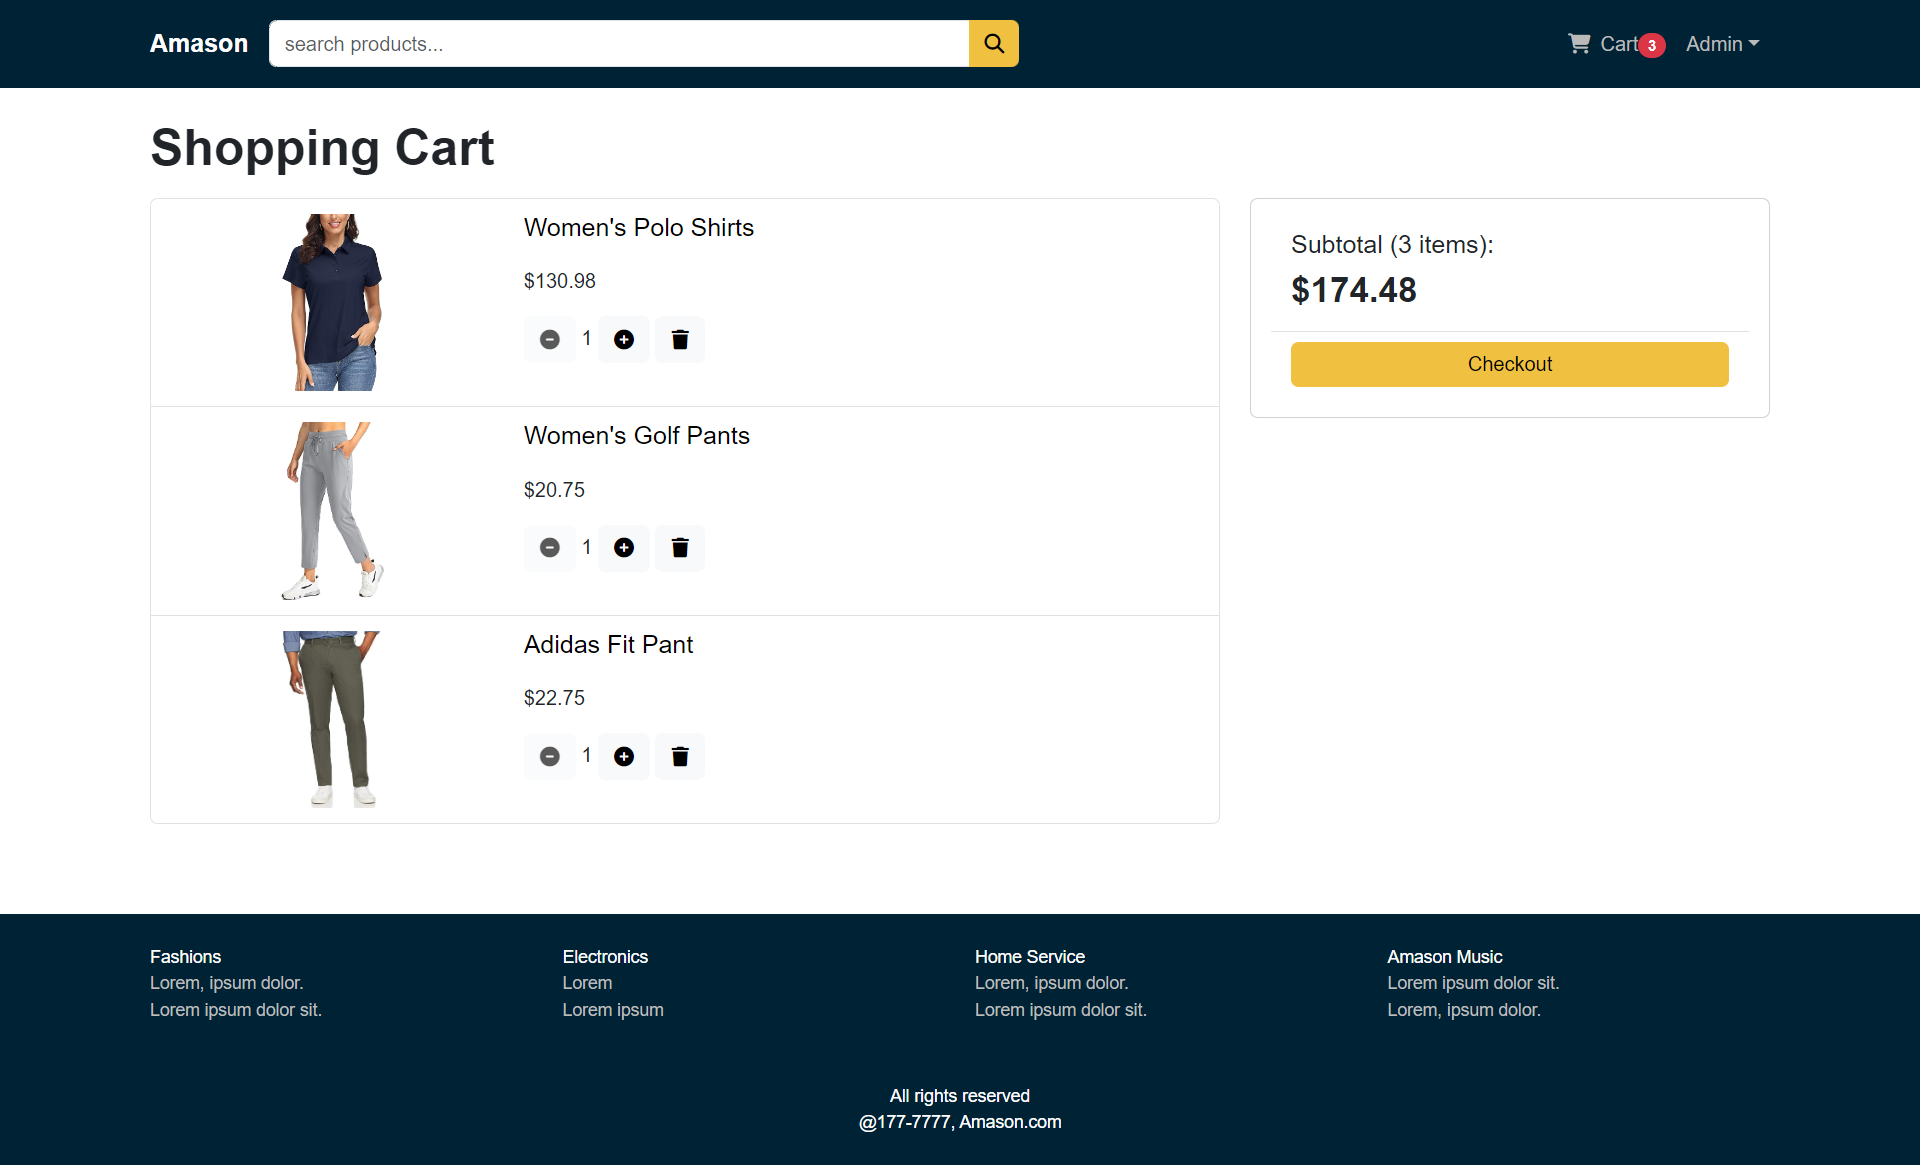 Amason
search products...
Cart 3
Admin
Shopping Cart
Women's Polo Shirts
$130.98
1
Women's Golf Pants
$20.75
1
Adidas Fit Pant
$22.75
1
Subtotal (3 items):
$174.48
Checkout
Fashions
Lorem, ipsum dolor.
Lorem ipsum dolor sit.
Electronics
Lorem
Lorem ipsum
Home Service
Lorem, ipsum dolor.
Lorem ipsum dolor sit.
Amason Music
Lorem ipsum dolor sit.
Lorem, ipsum dolor.
All rights reserved
@177-7777, Amason.com